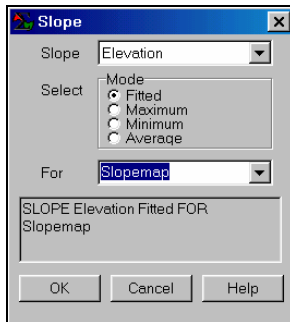 Slope
Slope Elevation
Select Mode
Fitted
Maximum
Minimum
Average
For Slopemap
SLOPE Elevation Fitted FOR
Slopemap
OK Cancel Help